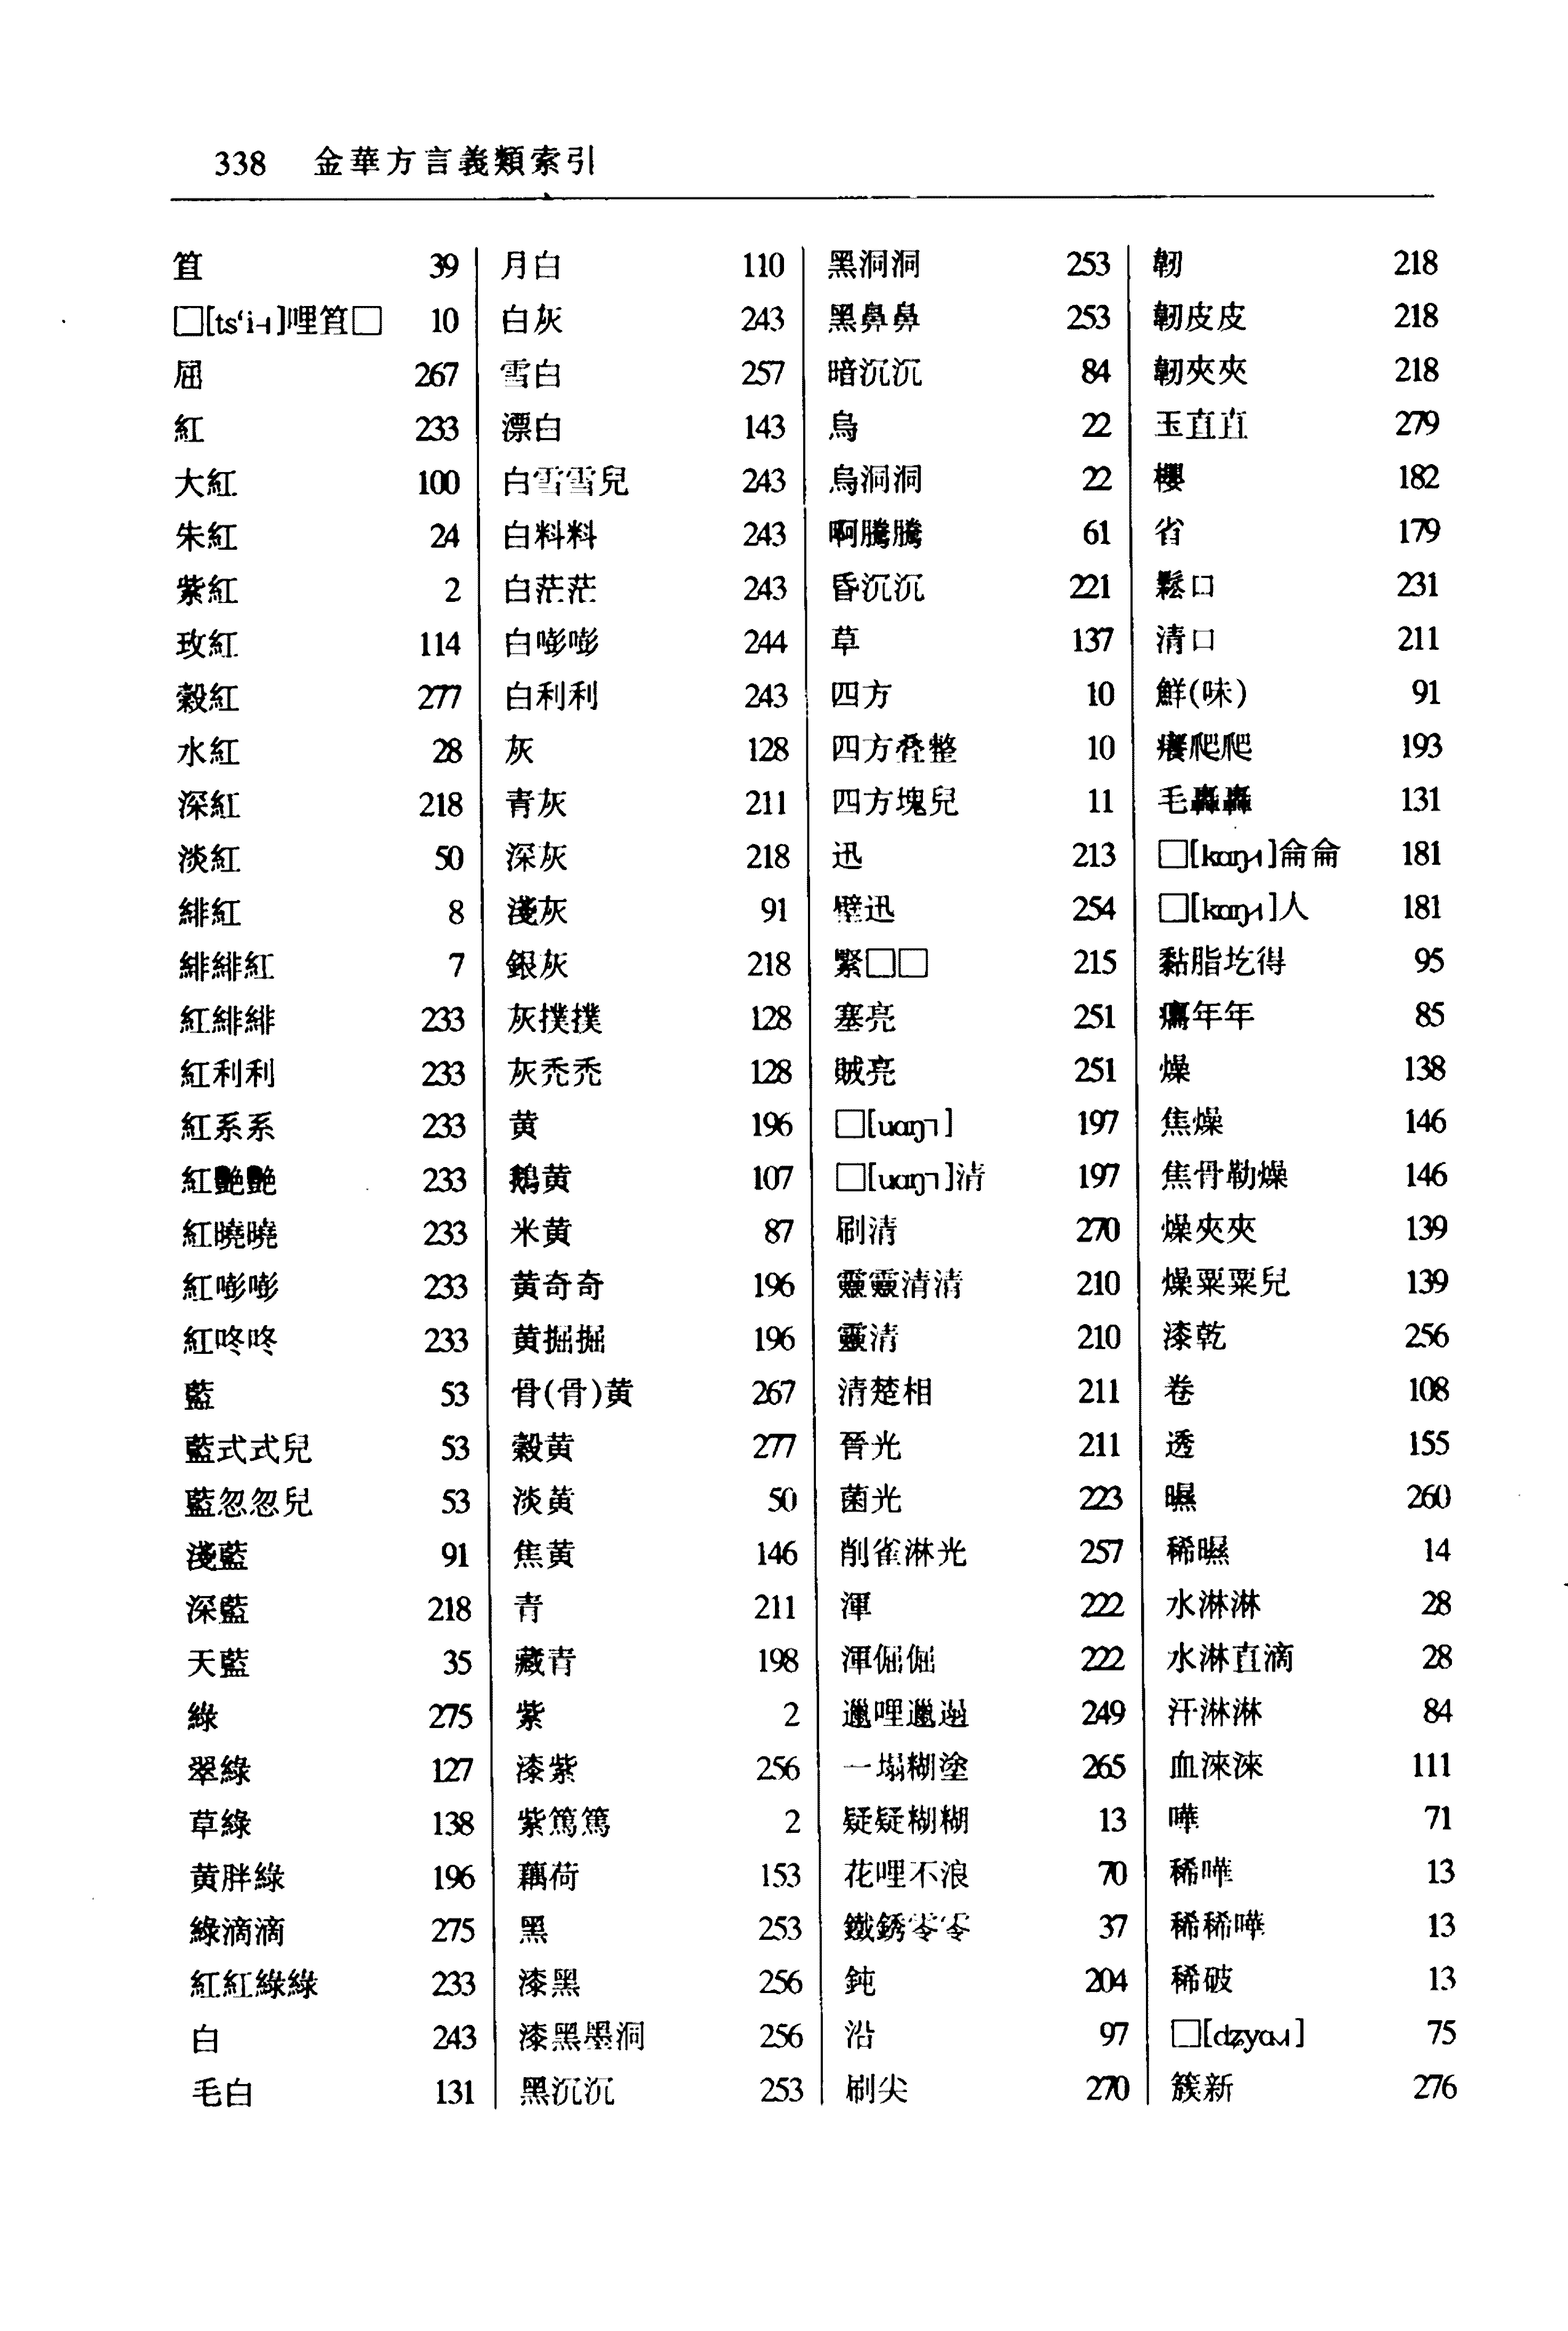 338 金華方言義類索引
笡 39
□[tsʻi˧]哩笡□ 10
屈 267
紅 233
大紅 100
朱紅 24
紫紅 2
玫紅 114
穀紅 277
水紅 28
深紅 218
淡紅 50
緋紅 8
緋緋紅 7
紅緋緋 233
紅利利 233
紅系系 233
紅艷艷 233
紅曉曉 233
紅嘭嘭 233
紅咚咚 233
藍 53
藍式式兒 53
藍忽忽兒 53
淺藍 91
深藍 218
天藍 35
綠 275
翠綠 127
草綠 138
黄胖綠 196
綠滴滴 275
紅紅綠綠 233
白 243
毛白 131
月白 110
白灰 243
雪白 257
漂白 143
白雪雪兒 243
白料料 243
白茫茫 243
白嘭嘭 244
白利利 243
灰 128
青灰 211
深灰 218
淺灰 91
銀灰 218
灰撲撲 128
灰禿禿 128
黄 196
鵝黄 107
米黄 87
黄奇奇 196
黄掘掘 196
骨(骨)黄 267
穀黄 277
淡黄 50
焦黄 146
青 211
藏青 198
紫 2
漆紫 256
紫篤篤 2
藕荷 153
黑 253
漆黑 256
漆黑墨洞 256
黑沉沉 253
黑洞洞 253
黑鼻鼻 253
暗沉沉 84
烏 22
烏洞洞 22
啊騰騰 61
昏沉沉 221
草 137
四方 10
四方叠整 10
四方塊兒 11
迅 213
壁迅 254
緊□□ 215
塞亮 251
賊亮 251
□[uɑŋ˥] 197
□[uɑŋ˥]清 197
刷清 270
靈靈清清 210
靈清 210
清楚相 211
晉光 211
菌光 223
削雀淋光 257
渾 222
渾倔倔 222
邋哩邋遢 249
一塌糊塗 265
疑疑糊糊 13
花哩不浪 70
鐵銹零零 37
鈍 204
沿 97
刷尖 270
韌 218
韌皮皮 218
韌夾夾 218
玉直直 279
櫻 182
省 179
鬆口 231
清口 211
鮮(味) 91
癢爬爬 193
毛轟轟 131
□[kɑŋ˧]侖侖 181
□[kɑŋ˧]人 181
黏脂圪得 95
年年 85
燥 138
焦燥 146
焦骨勒燥 146
燥夾夾 139
燥粟粟兒 139
漆乾 256
卷 108
透 155
㬤 260
稀㬤 14
水淋淋 28
水淋直滴 28
汗淋淋 84
血淶淶 111
嘩 71
稀嘩 13
稀稀嘩 13
稀破 13
□[dʑyɑ] 75
簇新 276